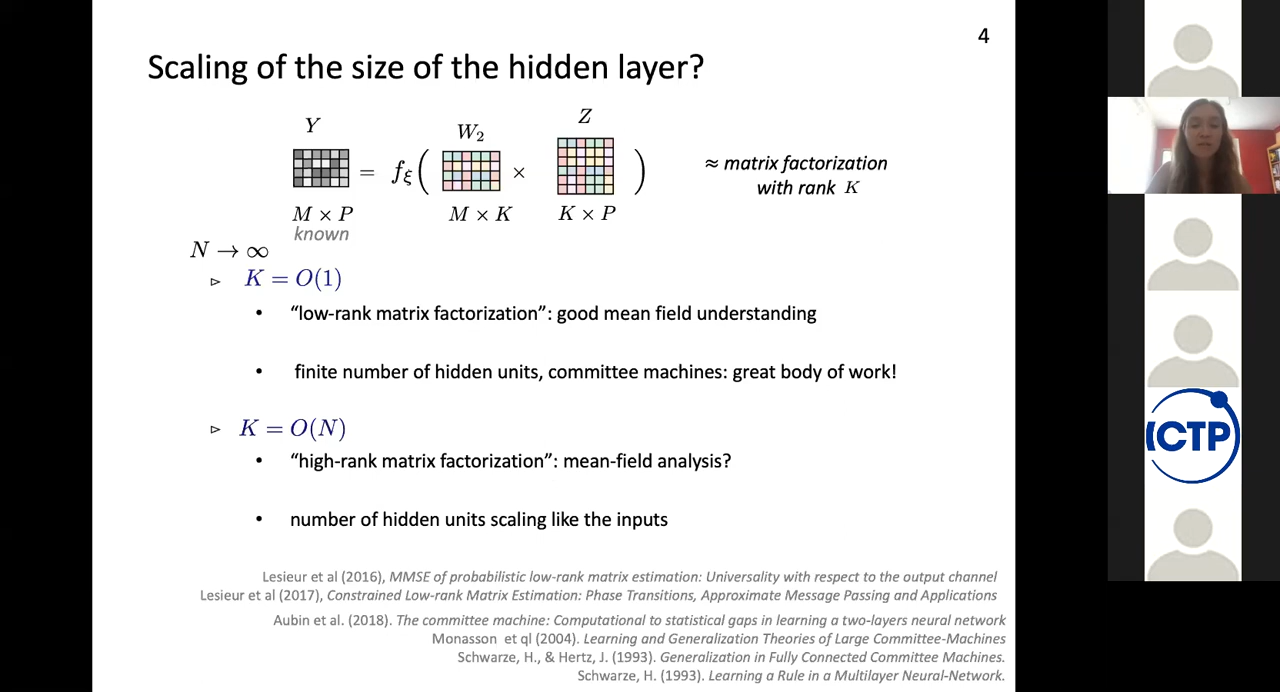 4
Scaling of the size of the hidden layer?
Y
W₂
Z
= fξ( × )
≈ matrix factorization
with rank K
M × P
M × K
K × P
known
N → ∞
▹ K = O(1)
• “low-rank matrix factorization”: good mean field understanding
• finite number of hidden units, committee machines: great body of work!
▹ K = O(N)
• “high-rank matrix factorization”: mean-field analysis?
• number of hidden units scaling like the inputs
Lesieur et al (2016), MMSE of probabilistic low-rank matrix estimation: Universality with respect to the output channel
Lesieur et al (2017), Constrained Low-rank Matrix Estimation: Phase Transitions, Approximate Message Passing and Applications
Aubin et al. (2018). The committee machine: Computational to statistical gaps in learning a two-layers neural network
Monasson et ql (2004). Learning and Generalization Theories of Large Committee-Machines
Schwarze, H., & Hertz, J. (1993). Generalization in Fully Connected Committee Machines.
Schwarze, H. (1993). Learning a Rule in a Multilayer Neural-Network.
ICTP